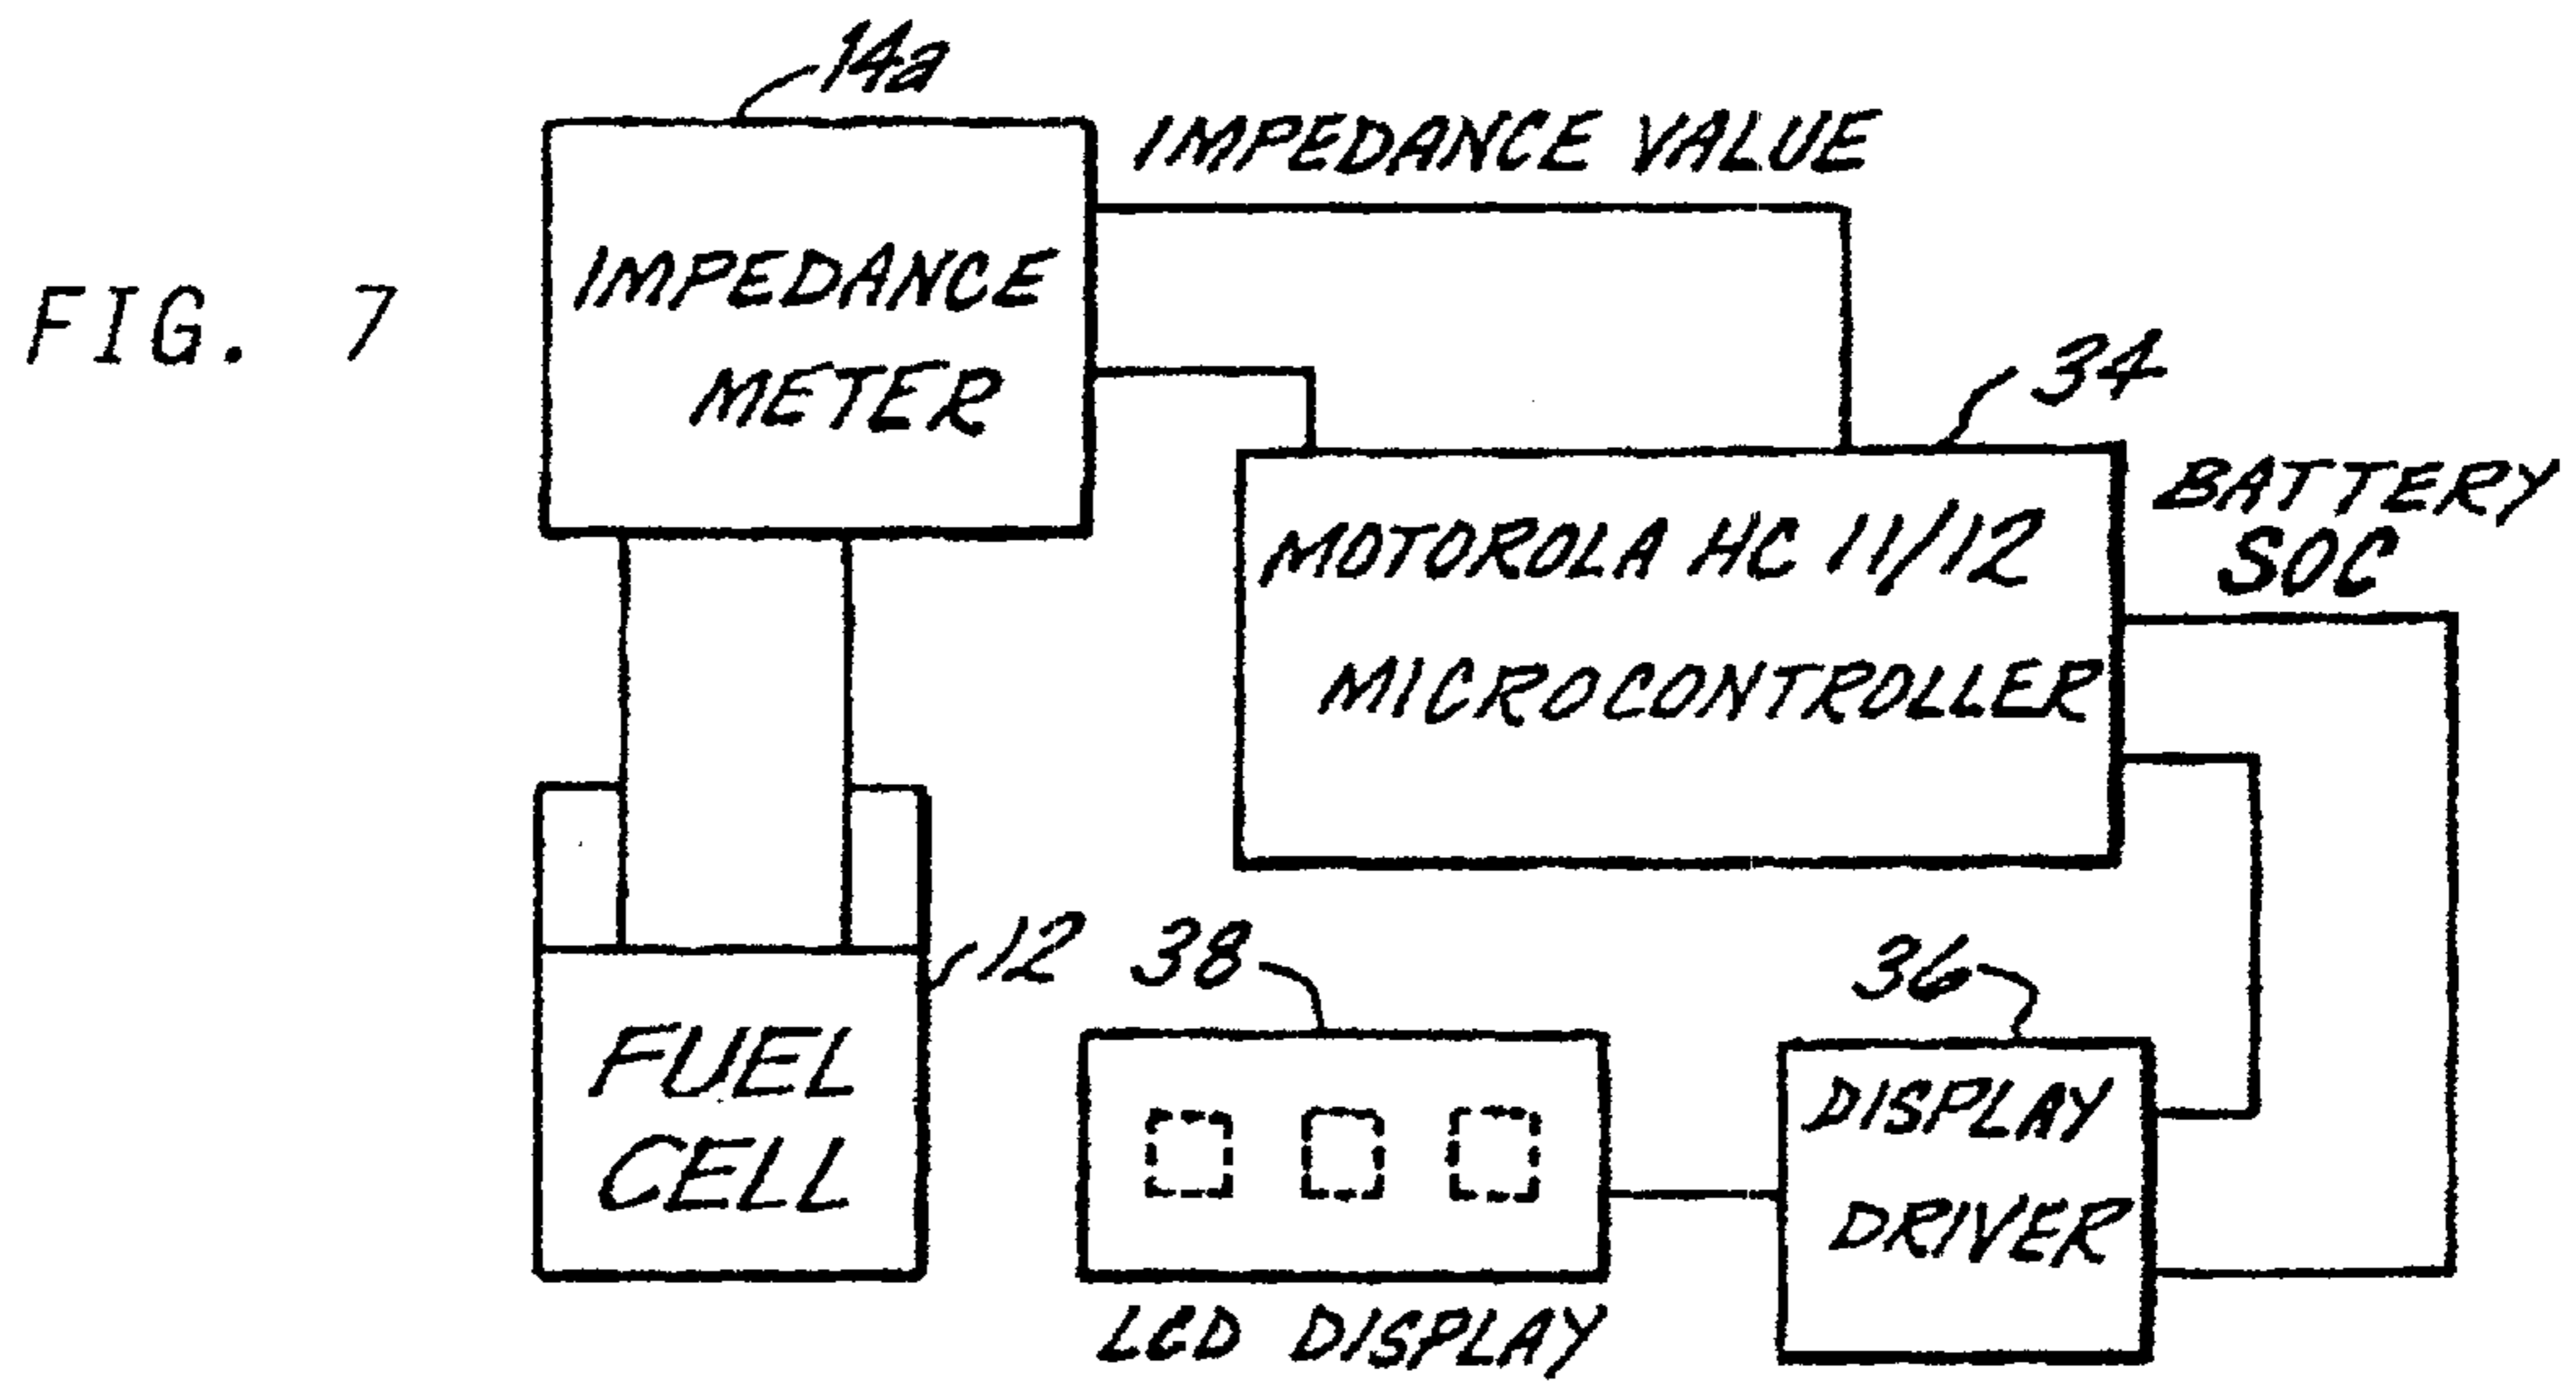 14a
IMPEDANCE VALUE
FIG. 7
IMPEDANCE
METER
34
BATTERY
SOC
MOTOROLA HC 11/12
MICROCONTROLLER
12
38
36
FUEL
CELL
DISPLAY
DRIVER
LCD DISPLAY